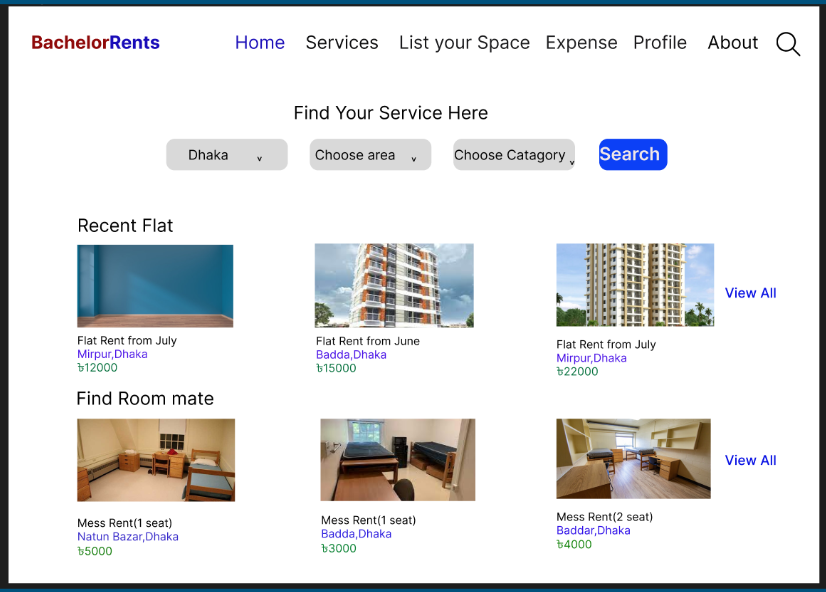 BachelorRents Home Services List your Space Expense Profile About
Find Your Service Here
Dhaka Choose area Choose Catagory Search
Recent Flat
Flat Rent from July
Mirpur,Dhaka
৳12000
Flat Rent from June
Badda,Dhaka
৳15000
Flat Rent from July
Mirpur,Dhaka
৳22000
View All
Find Room mate
Mess Rent(1 seat)
Natun Bazar,Dhaka
৳5000
Mess Rent(1 seat)
Badda,Dhaka
৳3000
Mess Rent(2 seat)
Baddar,Dhaka
৳4000
View All